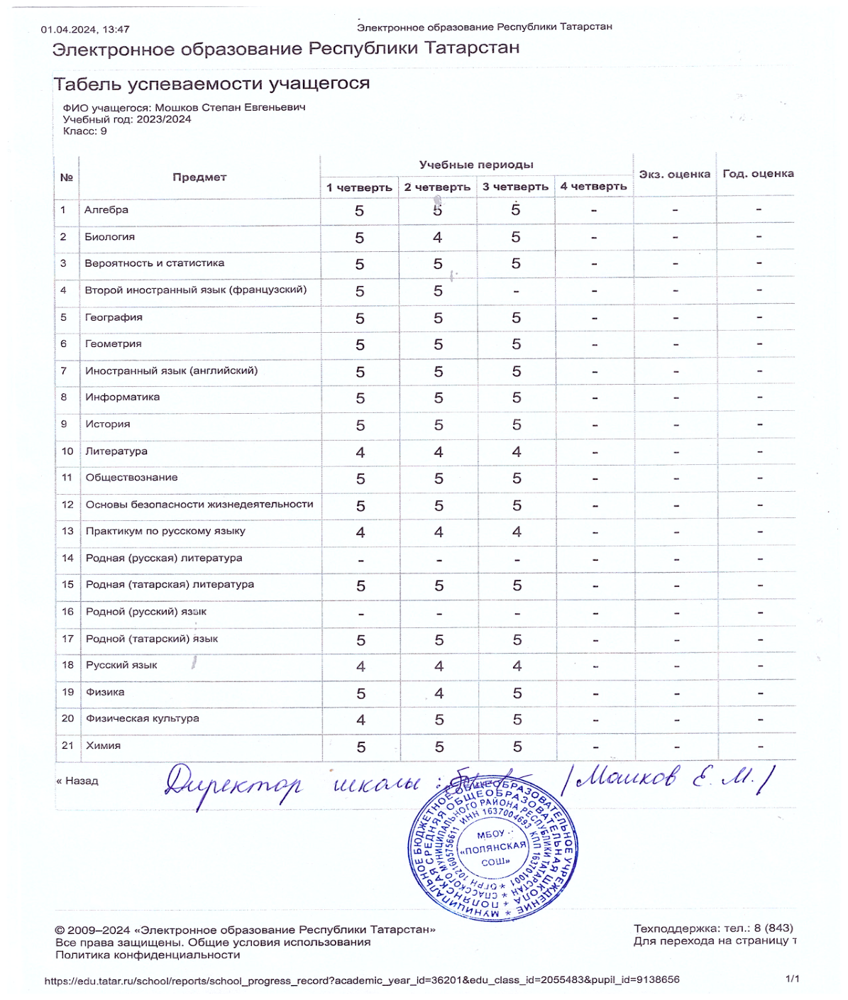 01.04.2024, 13:47 Электронное образование Республики Татарстан
Электронное образование Республики Татарстан
Табель успеваемости учащегося
ФИО учащегося: Мошков Степан Евгеньевич
Учебный год: 2023/2024
Класс: 9
№ Предмет Учебные периоды Экз. оценка Год. оценка
1 четверть 2 четверть 3 четверть 4 четверть
1 Алгебра 5 5 5 - - -
2 Биология 5 4 5 - - -
3 Вероятность и статистика 5 5 5 - - -
4 Второй иностранный язык (французский) 5 5 - - - -
5 География 5 5 5 - - -
6 Геометрия 5 5 5 - - -
7 Иностранный язык (английский) 5 5 5 - - -
8 Информатика 5 5 5 - - -
9 История 5 5 5 - - -
10 Литература 4 4 4 - - -
11 Обществознание 5 5 5 - - -
12 Основы безопасности жизнедеятельности 5 5 5 - - -
13 Практикум по русскому языку 4 4 4 - - -
14 Родная (русская) литература - - - - - -
15 Родная (татарская) литература 5 5 5 - - -
16 Родной (русский) язык - - - - - -
17 Родной (татарский) язык 5 5 5 - - -
18 Русский язык 4 4 4 - - -
19 Физика 5 4 5 - - -
20 Физическая культура 4 5 5 - - -
21 Химия 5 5 5 - - -
« Назад Директор школы : /Мошков Е.М./
МУНИЦИПАЛЬНОЕ БЮДЖЕТНОЕ ОБЩЕОБРАЗОВАТЕЛЬНОЕ УЧРЕЖДЕНИЕ *
ПОЛЯНСКАЯ СРЕДНЯЯ ОБЩЕОБРАЗОВАТЕЛЬНАЯ ШКОЛА *
СПАССКОГО МУНИЦИПАЛЬНОГО РАЙОНА РЕСПУБЛИКИ ТАТАРСТАН *
ОГРН 1021605756611 ИНН 1637004693 КПП 163701001 *
МБОУ
«ПОЛЯНСКАЯ
СОШ»
© 2009–2024 «Электронное образование Республики Татарстан» Техподдержка: тел.: 8 (843)
Все права защищены. Общие условия использования Для перехода на страницу т
Политика конфиденциальности
https://edu.tatar.ru/school/reports/school_progress_record?academic_year_id=36201&edu_class_id=2055483&pupil_id=9138656 1/1